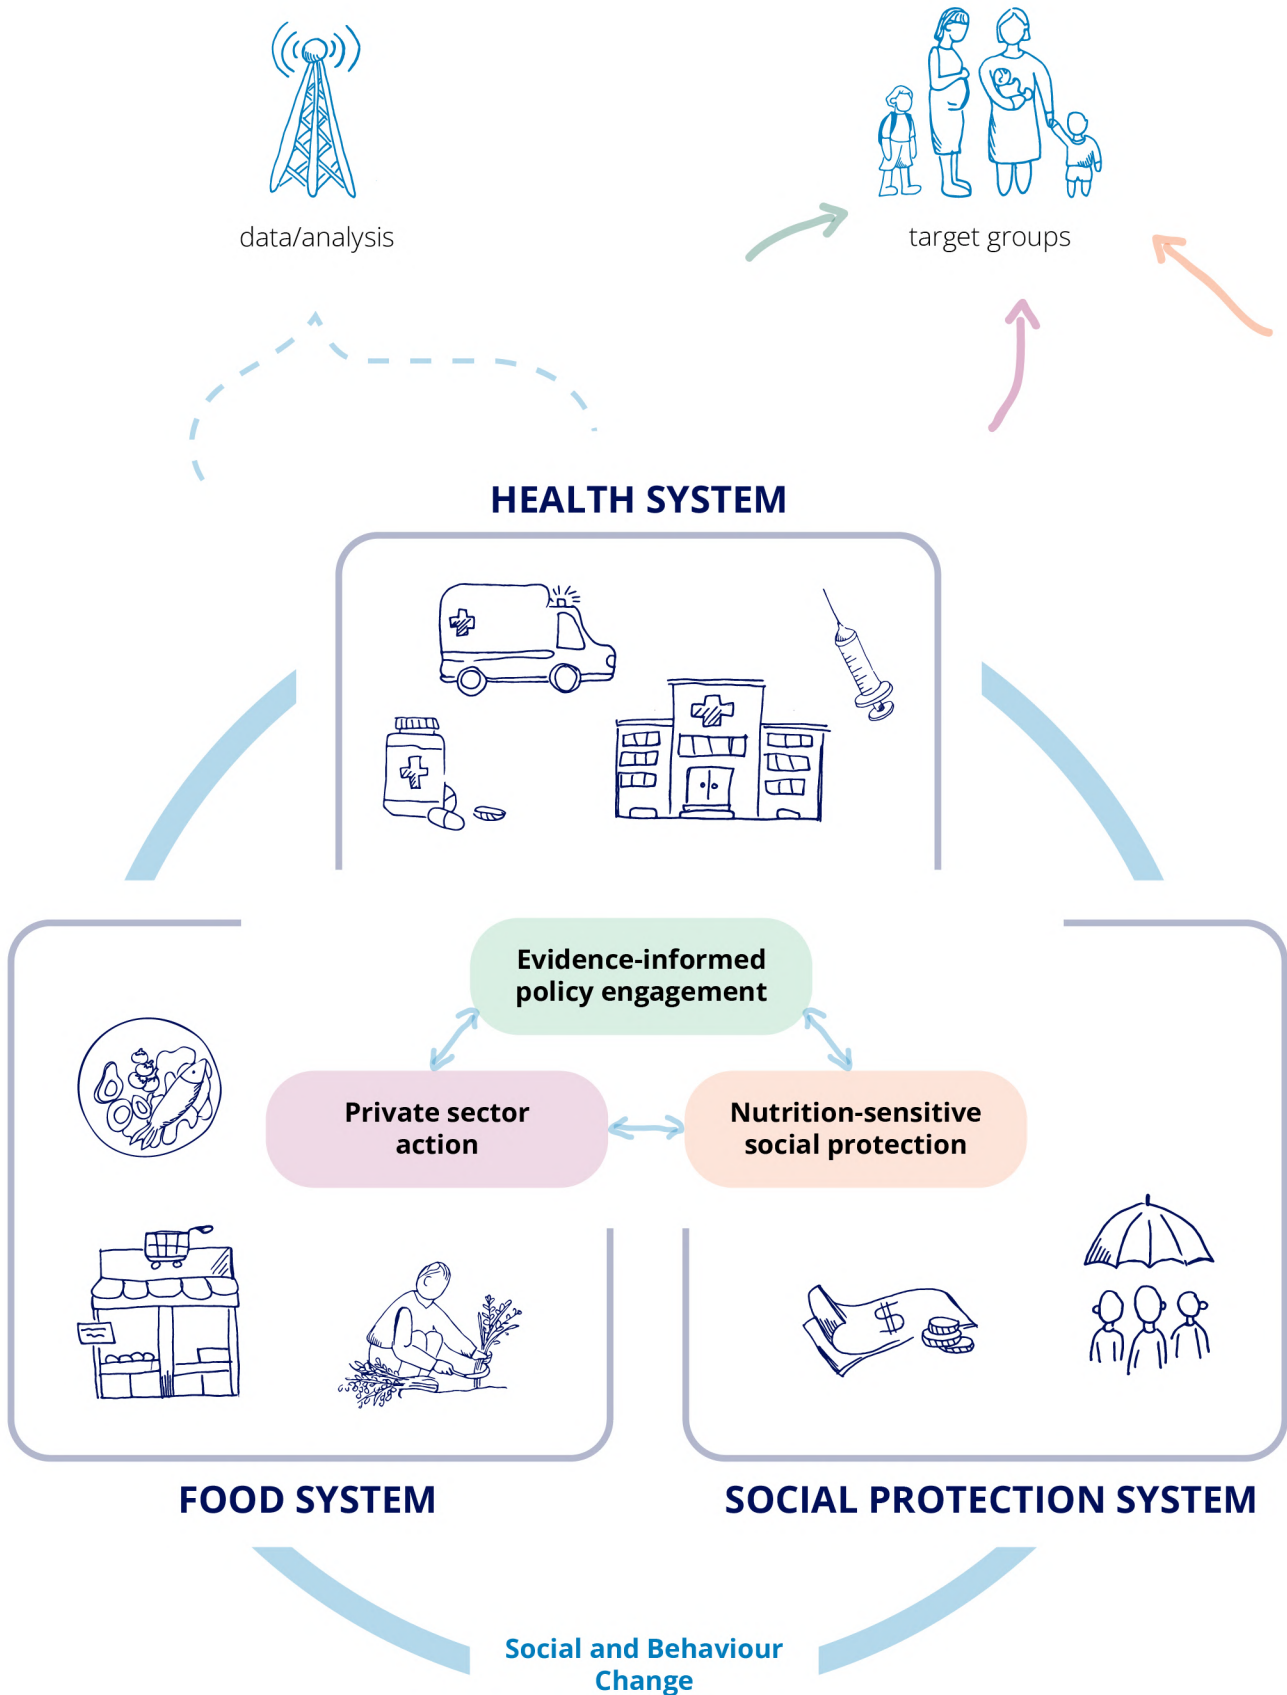 data/analysis
target groups
HEALTH SYSTEM
Evidence-informed
policy engagement
Private sector
action
Nutrition-sensitive
social protection
$
FOOD SYSTEM
SOCIAL PROTECTION SYSTEM
Social and Behaviour
Change